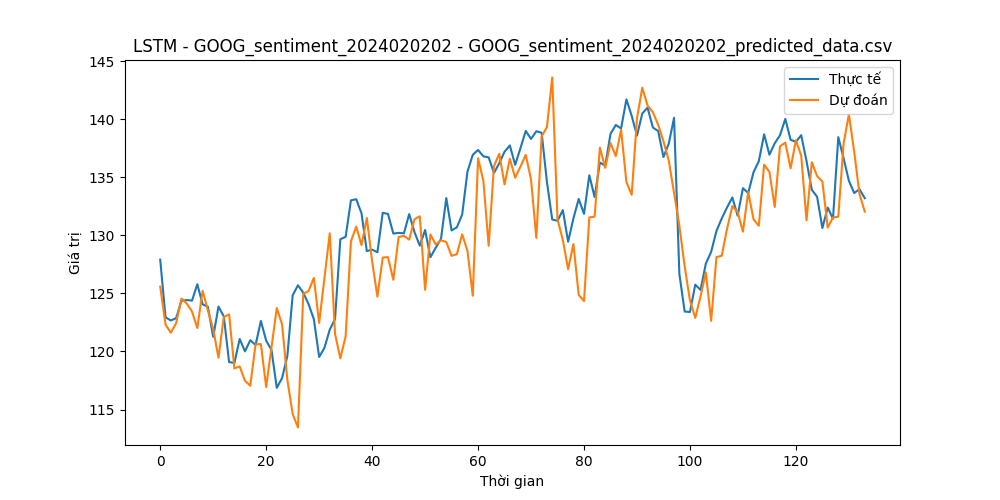 LSTM - GOOG_sentiment_2024020202 - GOOG_sentiment_2024020202_predicted_data.csv
Thực tế
Dự đoán
Giá trị
145
140
135
130
125
120
115
0 20 40 60 80 100 120
Thời gian